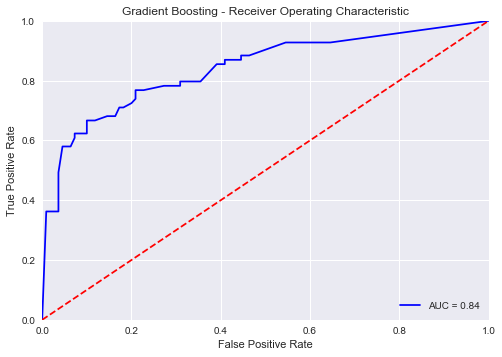 Gradient Boosting - Receiver Operating Characteristic
1.0
0.8
0.6
0.4
0.2
0.0
True Positive Rate
AUC = 0.84
0.0 0.2 0.4 0.6 0.8 1.0
False Positive Rate